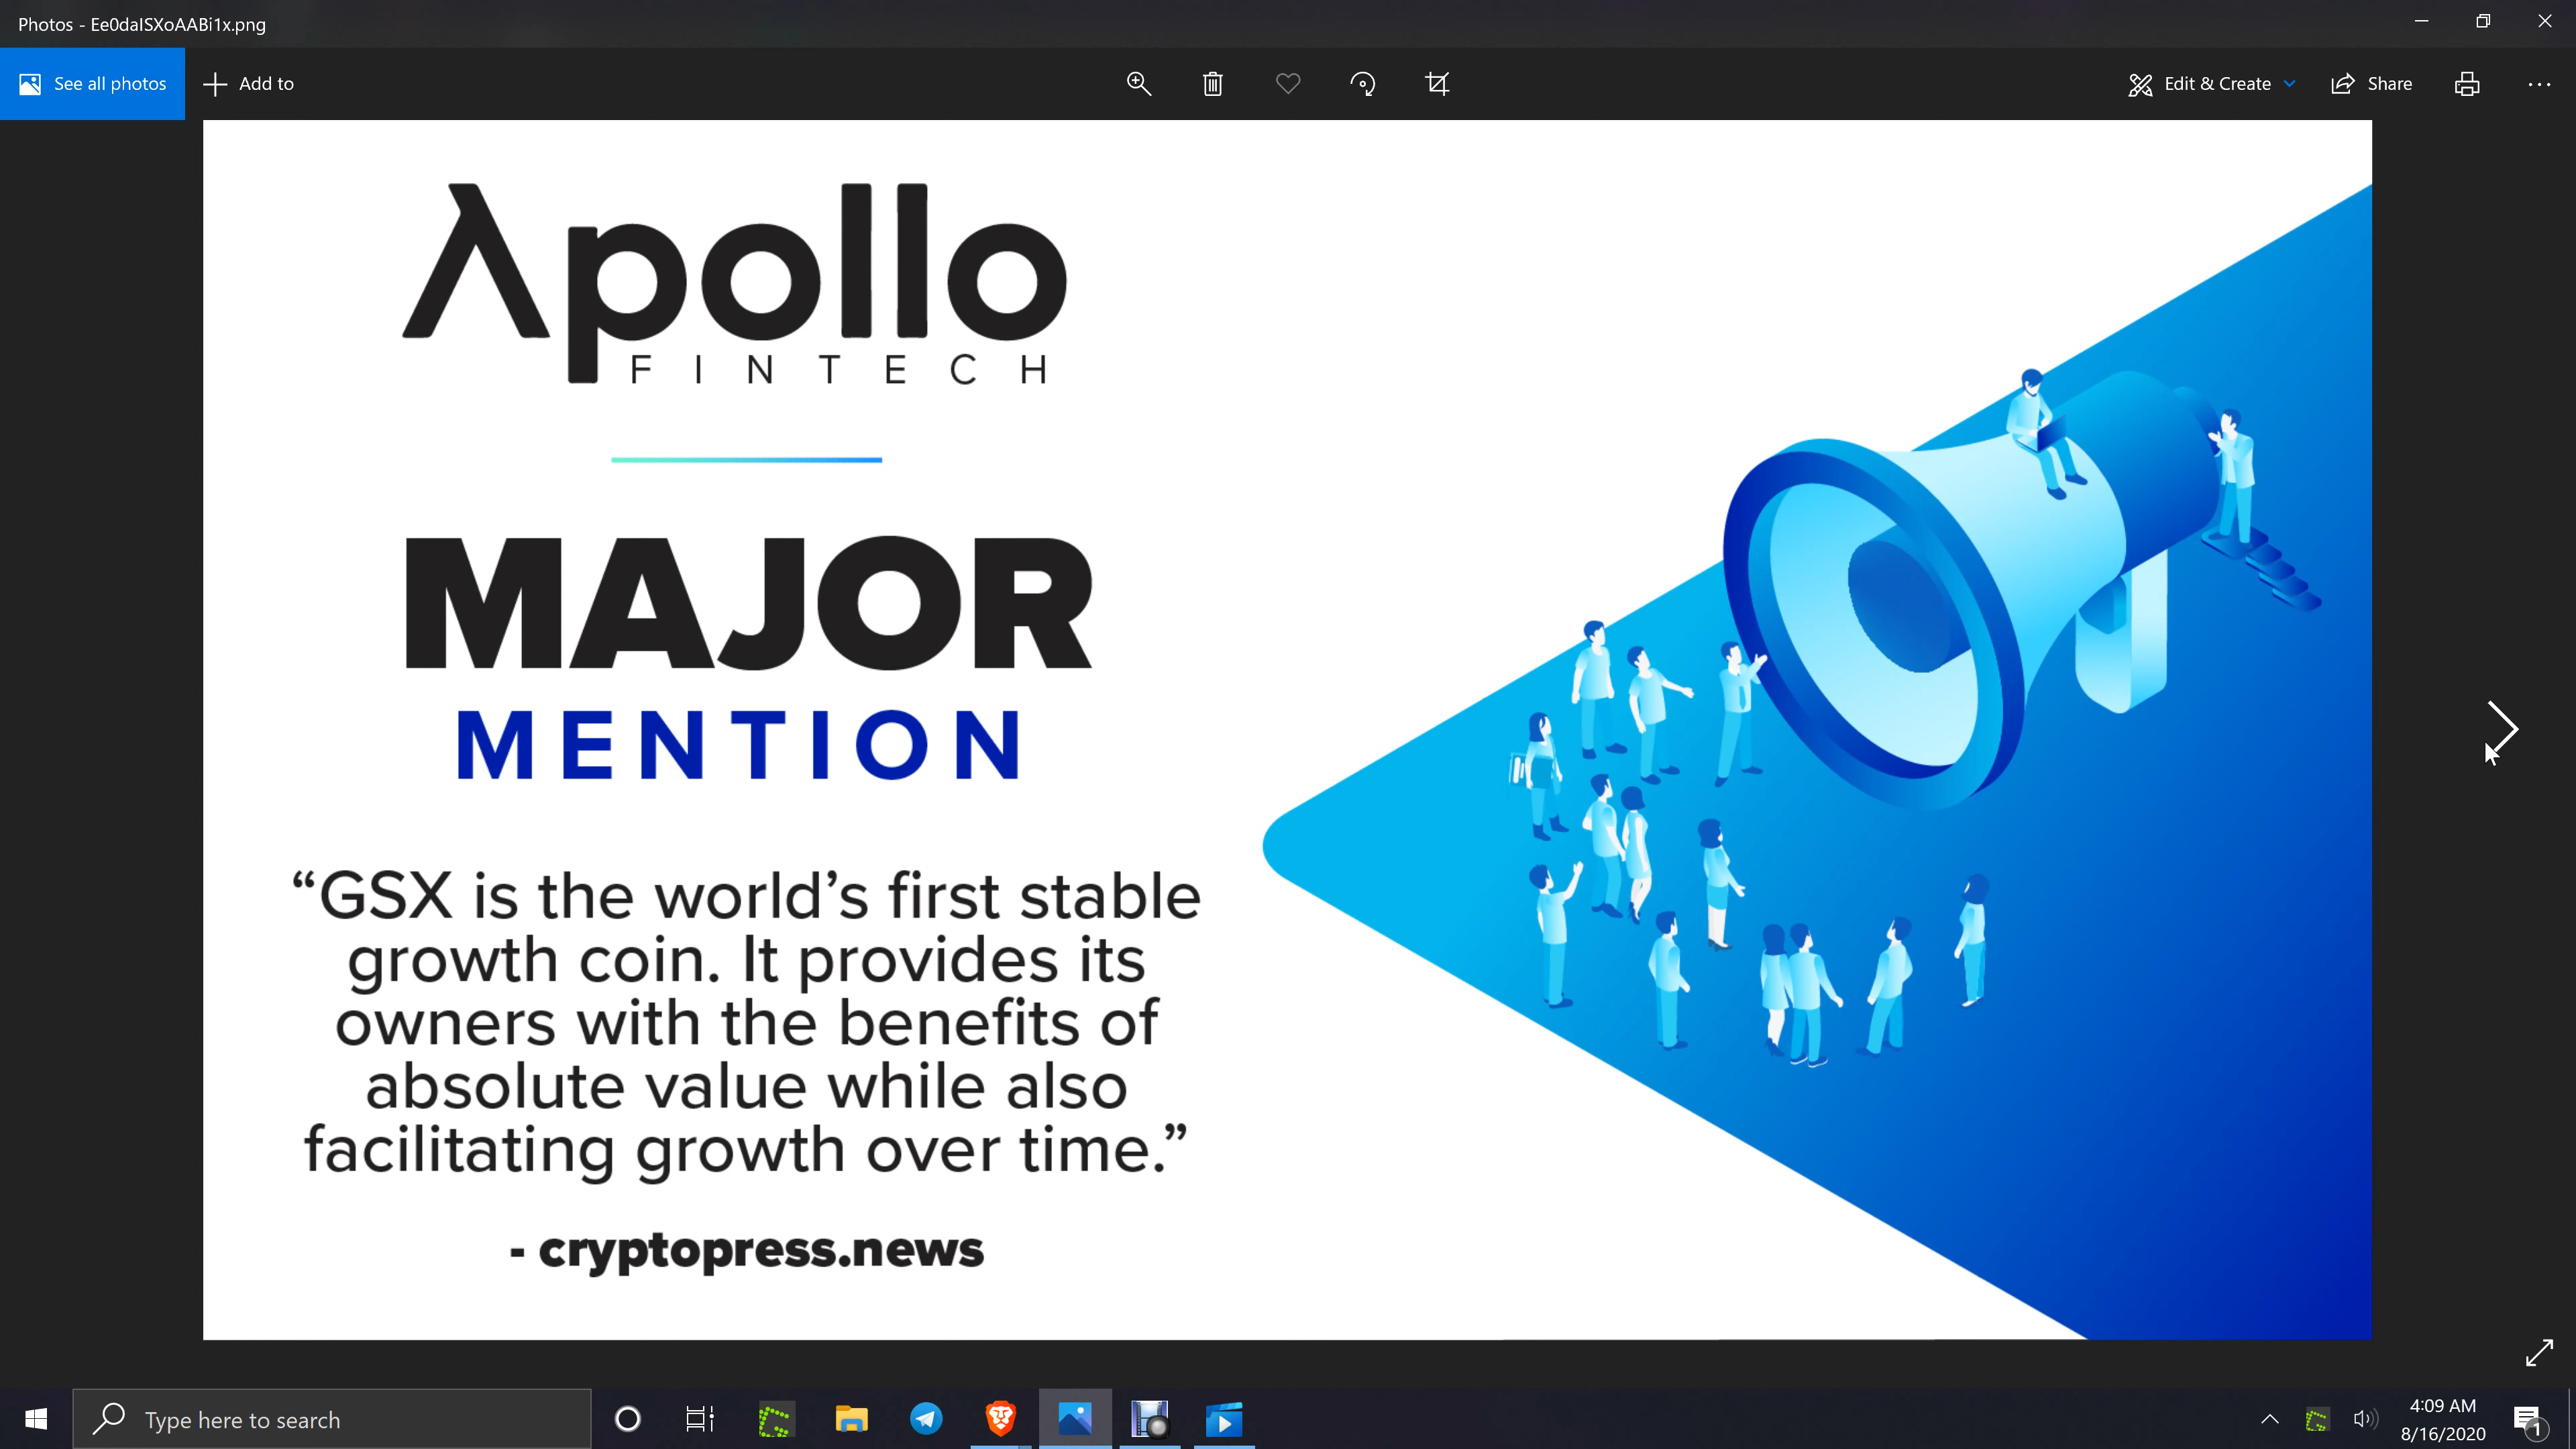 Photos - Ee0daISXoAABi1x.png
See all photos
Add to
Edit & Create
Share
Apollo
FINTECH
MAJOR
MENTION
“GSX is the world’s first stable
growth coin. It provides its
owners with the benefits of
absolute value while also
facilitating growth over time.”
- cryptopress.news
Type here to search
4:09 AM
8/16/2020
1